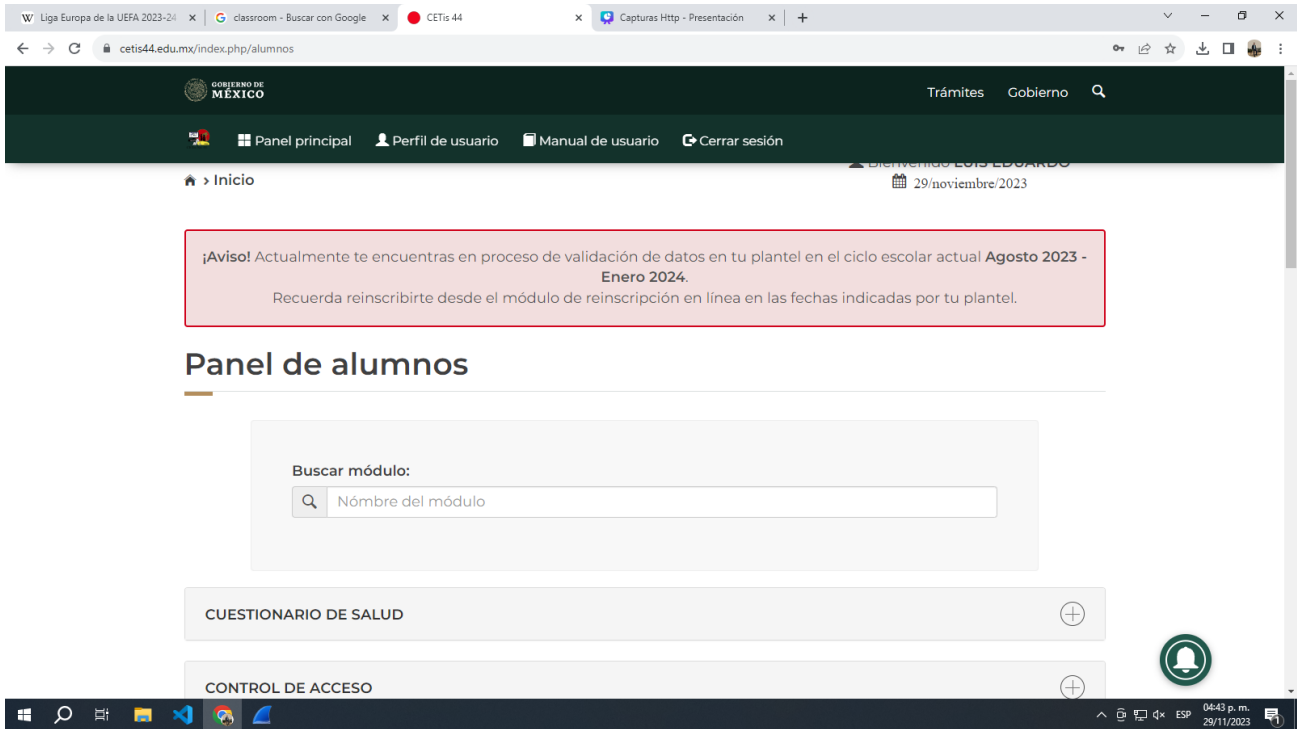 Liga Europa de la UEFA 2023-24
classroom - Buscar con Google
CETis 44
Capturas Http - Presentación
cetis44.edu.mx/index.php/alumnos
GOBIERNO DE
MÉXICO
Trámites Gobierno
Panel principal Perfil de usuario Manual de usuario Cerrar sesión
Bienvenido LUIS EDUARDO
> Inicio
29/noviembre/2023
¡Aviso! Actualmente te encuentras en proceso de validación de datos en tu plantel en el ciclo escolar actual Agosto 2023 -
Enero 2024.
Recuerda reinscribirte desde el módulo de reinscripción en línea en las fechas indicadas por tu plantel.
Panel de alumnos
Buscar módulo:
Nómbre del módulo
CUESTIONARIO DE SALUD
CONTROL DE ACCESO
ESP
04:43 p. m.
29/11/2023